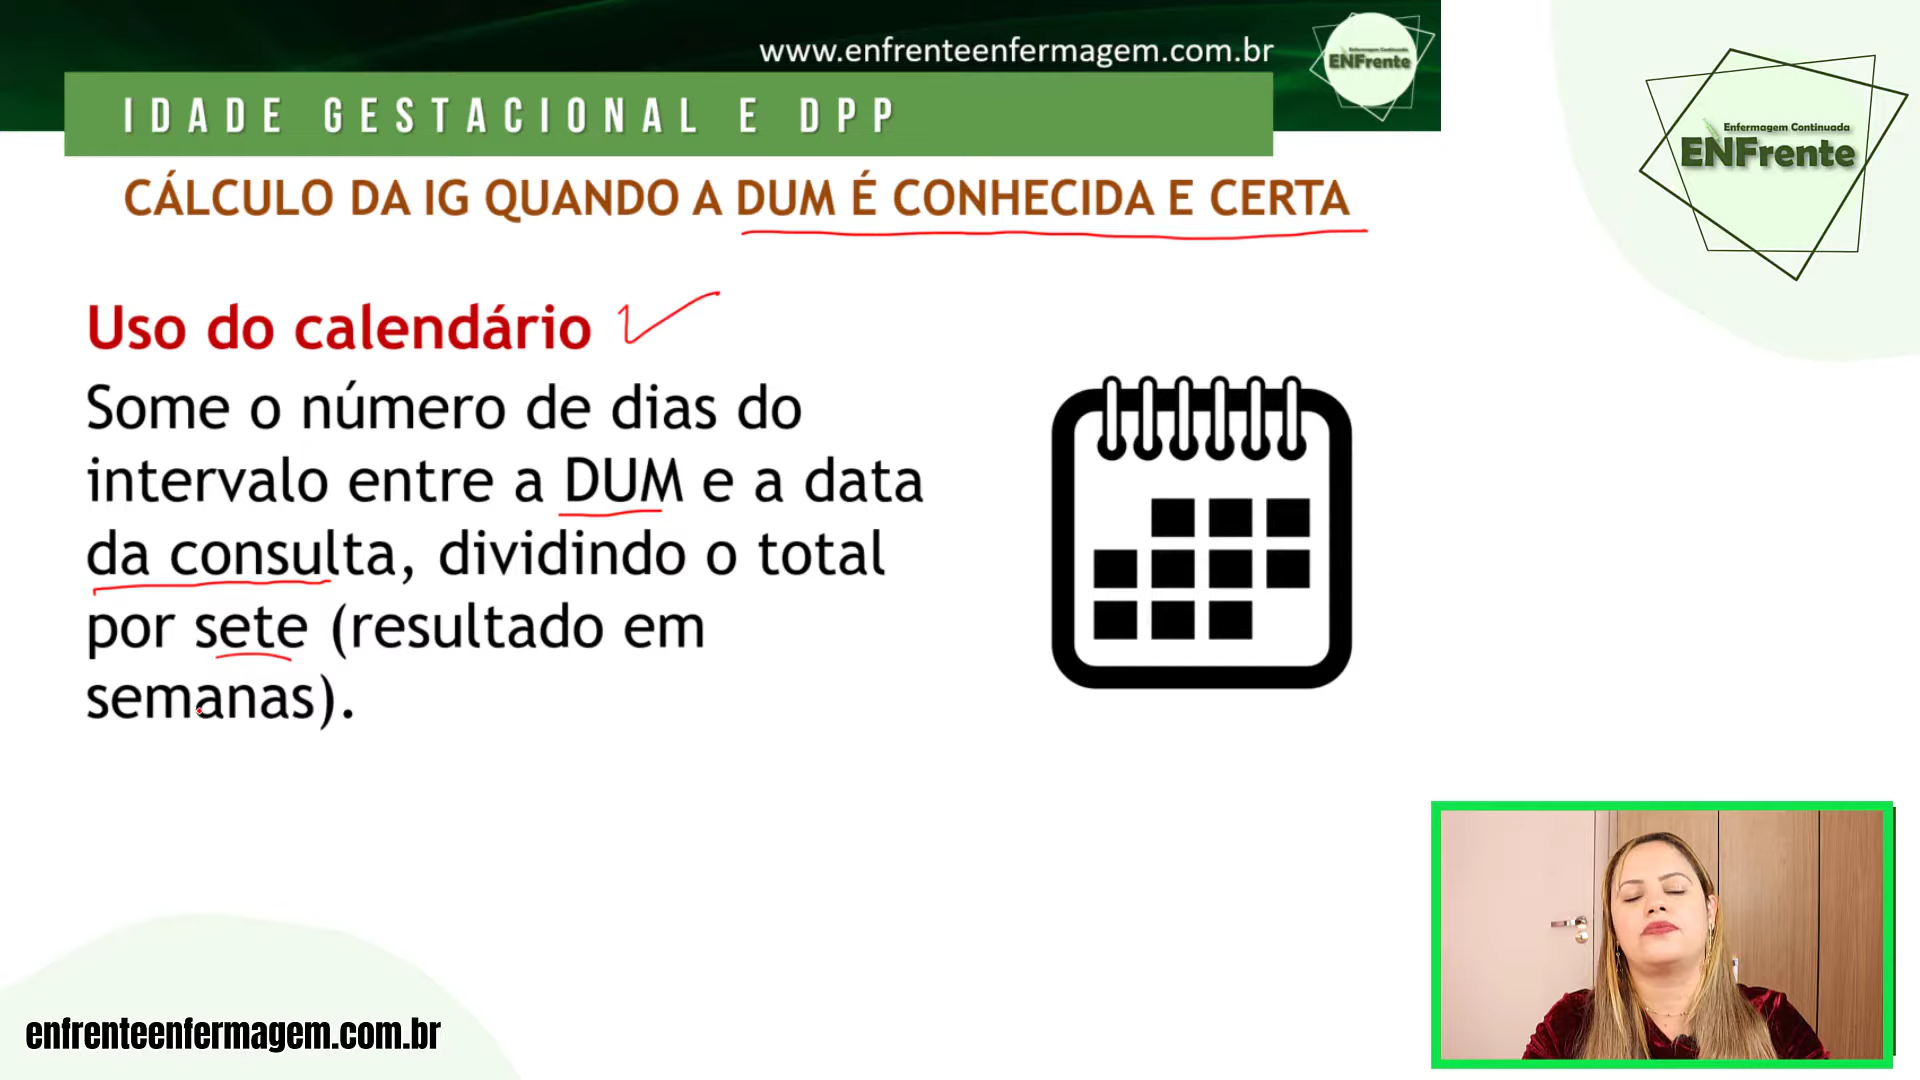 www.enfrenteenfermagem.com.br
Enfermagem Continuada
ENFrente
IDADE GESTACIONAL E DPP
Enfermagem Continuada
ENFrente
CÁLCULO DA IG QUANDO A DUM É CONHECIDA E CERTA
Uso do calendário
Some o número de dias do
intervalo entre a DUM e a data
da consulta, dividindo o total
por sete (resultado em
semanas).
enfrenteenfermagem.com.br